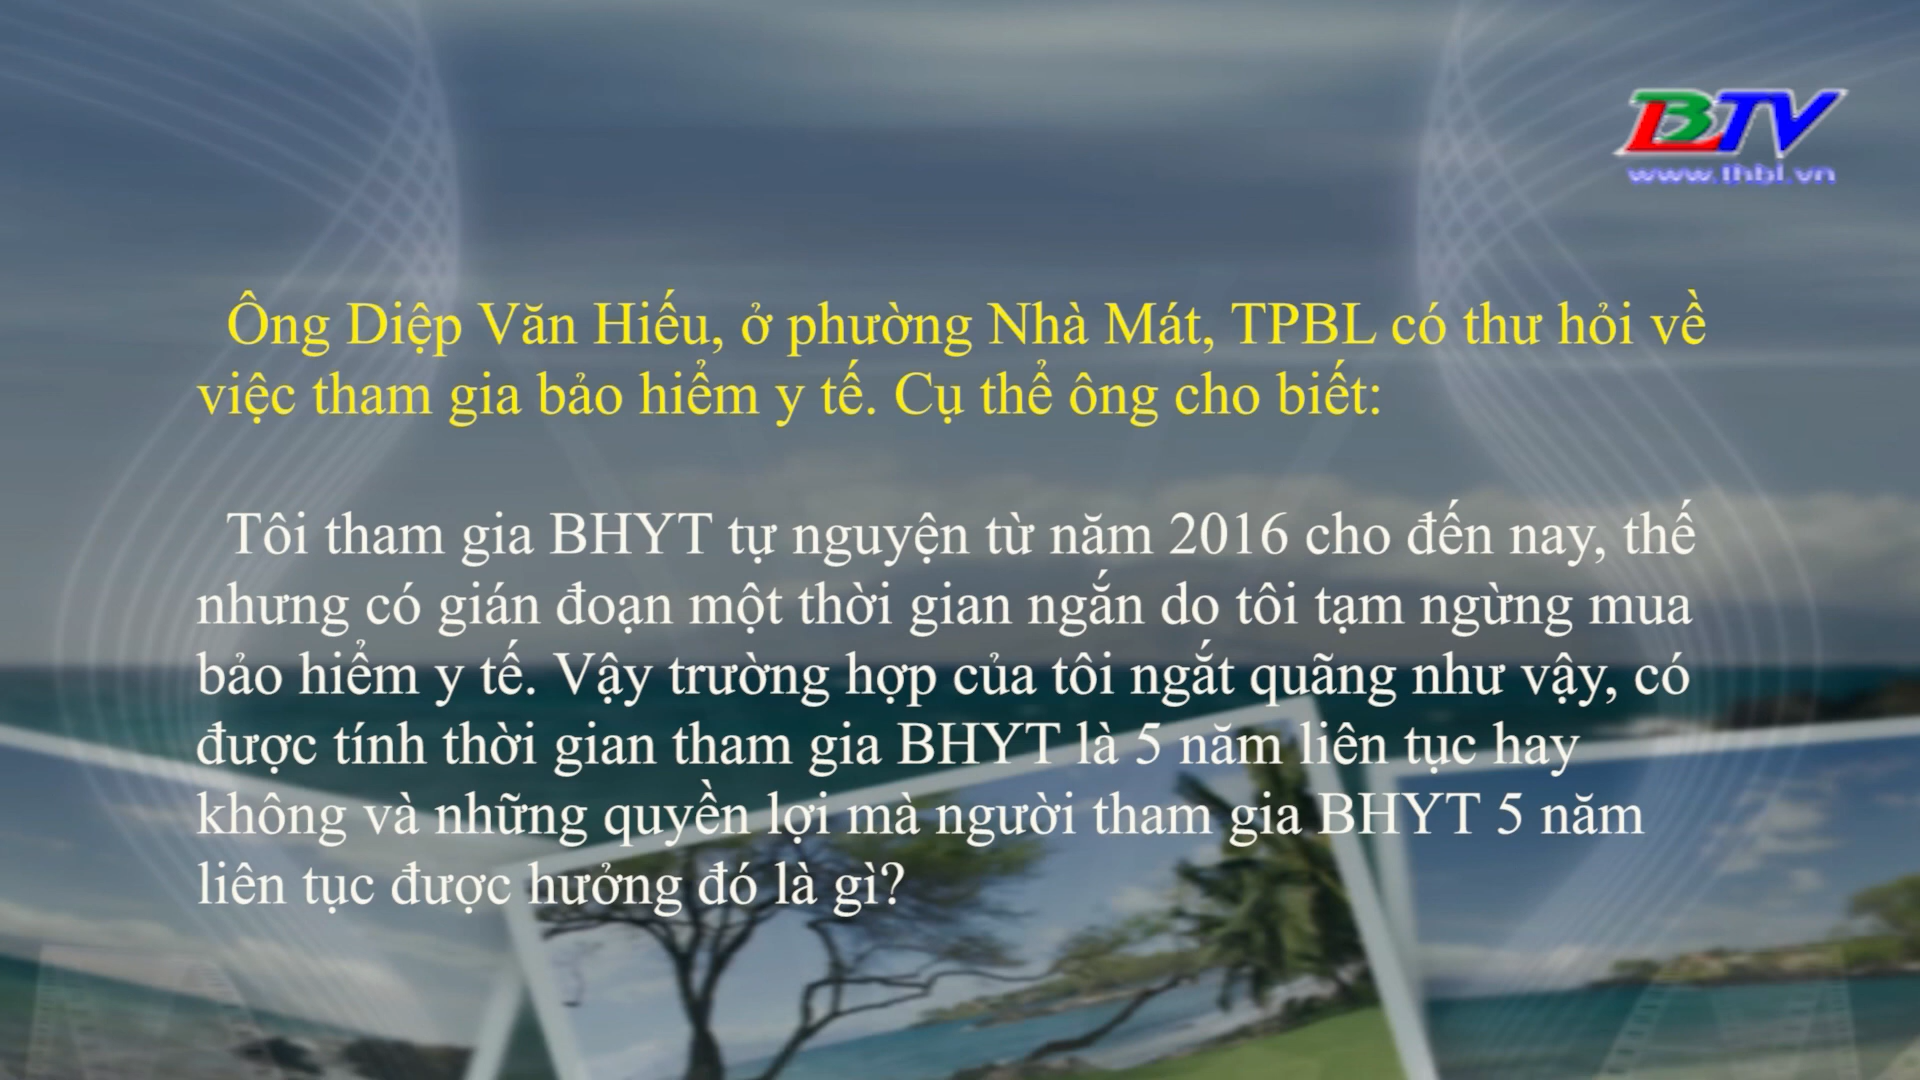 BTV
www.thbl.vn
Ông Diệp Văn Hiếu, ở phường Nhà Mát, TPBL có thư hỏi về
việc tham gia bảo hiểm y tế. Cụ thể ông cho biết:
Tôi tham gia BHYT tự nguyện từ năm 2016 cho đến nay, thế
nhưng có gián đoạn một thời gian ngắn do tôi tạm ngừng mua
bảo hiểm y tế. Vậy trường hợp của tôi ngắt quãng như vậy, có
được tính thời gian tham gia BHYT là 5 năm liên tục hay
không và những quyền lợi mà người tham gia BHYT 5 năm
liên tục được hưởng đó là gì?